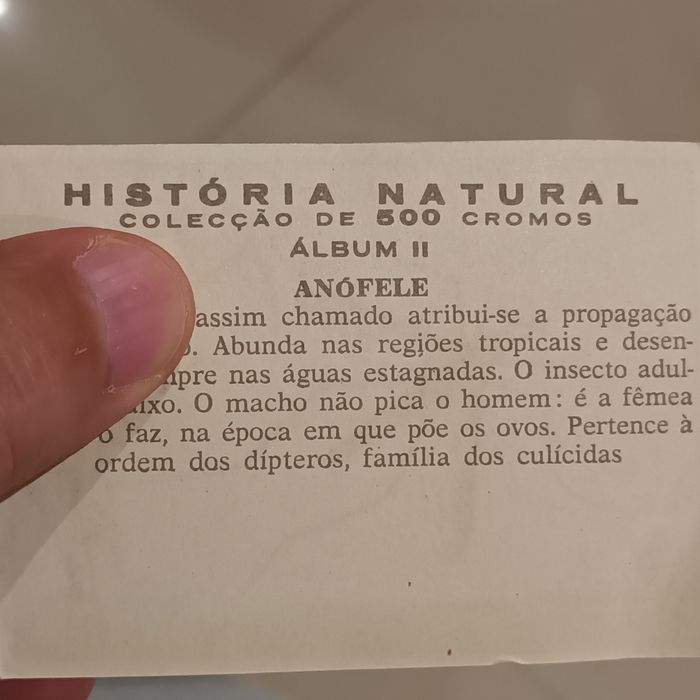 HISTÓRIA NATURAL
COLECÇÃO DE 500 CROMOS
ÁLBUM II
ANÓFELE
assim chamado atribui-se a propagação
Abunda nas regiões tropicais e desen-
nas águas estagnadas. O insecto adul-
O macho não pica o homem: é a fêmea
o faz, na época em que põe os ovos. Pertence à
ordem dos dípteros, família dos culícidas